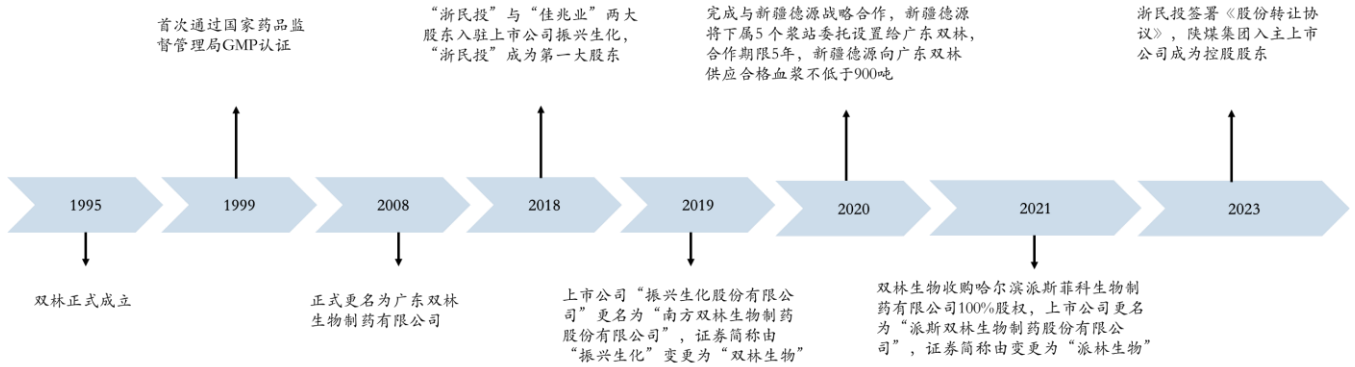 首次通过国家药品监
督管理局GMP认证
“浙民投”与“佳兆业”两大
股东入驻上市公司振兴生化，
“浙民投”成为第一大股东
完成与新疆德源战略合作，新疆德源
将下属5 个浆站委托设置给广东双林，
合作期限5年，新疆德源向广东双林
供应合格血浆不低于900吨
浙民投签署《股份转让协
议》，陕煤集团入主上市
公司成为控股股东
1995
1999
2008
2018
2019
2020
2021
2023
双林正式成立
正式更名为广东双林
生物制药有限公司
上市公司“振兴生化股份有限公
司”更名为“南方双林生物制药
股份有限公司”，证券简称由
“振兴生化”变更为“双林生物”
双林生物收购哈尔滨派斯菲科生物制
药有限公司100%股权，上市公司更名
为“派斯双林生物制药股份有限公
司”，证券简称由变更为“派林生物”